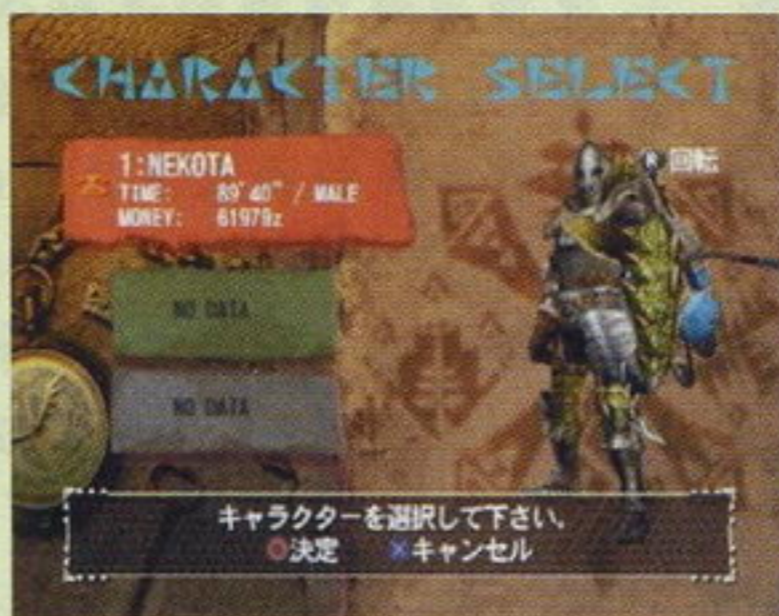 CHARACTER SELECT
1:NEKOTA
TIME: 89'40" / MALE
MONEY: 61979z
R 回転
NO DATA
NO DATA
キャラクターを選択して下さい。
○決定 ×キャンセル